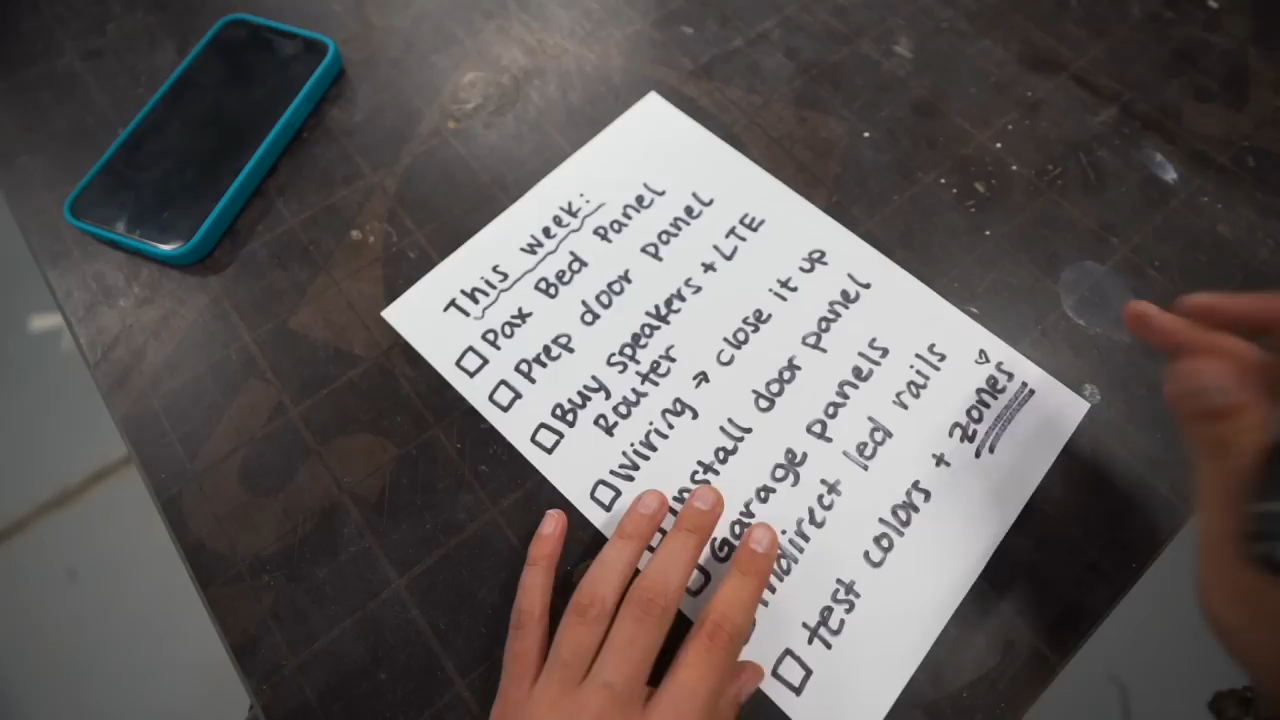 This week:
Pax Bed Panel
Prep door panel
Buy speakers + LTE
Router
Wiring → close it up
Install door panel
Garage panels
indirect led rails
test colors + zones